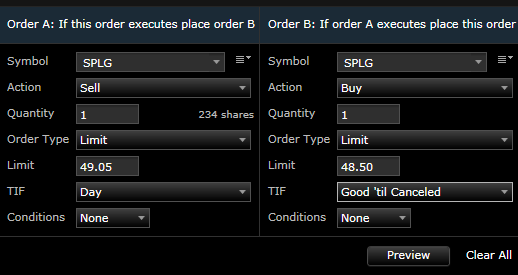 Order A: If this order executes place order B
Symbol SPLG
Action Sell
Quantity 1 234 shares
Order Type Limit
Limit 49.05
TIF Day
Conditions None
Order B: If order A executes place this order
Symbol SPLG
Action Buy
Quantity 1
Order Type Limit
Limit 48.50
TIF Good 'til Canceled
Conditions None
Preview Clear All